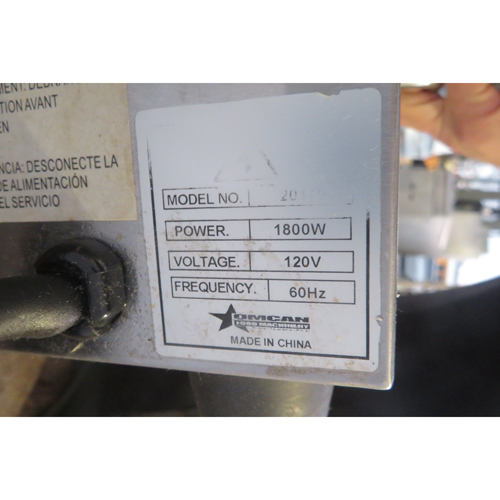 MENT: DEBRA
TION AVANT
EN
NCIA: DESCONECTE LA
DE ALIMENTACIÓN
EL SERVICIO
MODEL NO.
POWER. 1800W
VOLTAGE. 120V
FREQUENCY. 60Hz
OMCAN
MADE IN CHINA